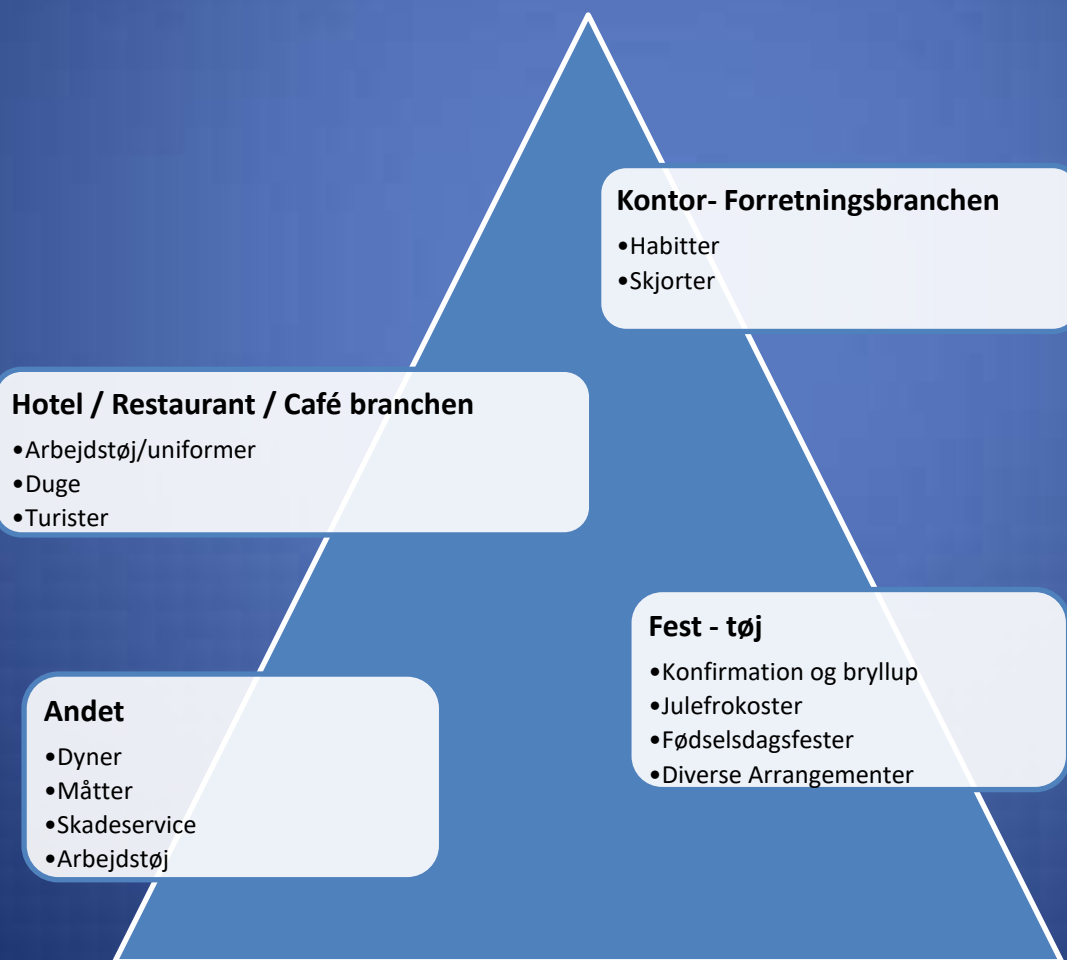 Kontor- Forretningsbranchen
•Habitter
•Skjorter
Hotel / Restaurant / Café branchen
•Arbejdstøj/uniformer
•Duge
•Turister
Fest - tøj
•Konfirmation og bryllup
•Julefrokoster
•Fødselsdagsfester
•Diverse Arrangementer
Andet
•Dyner
•Måtter
•Skadeservice
•Arbejdstøj